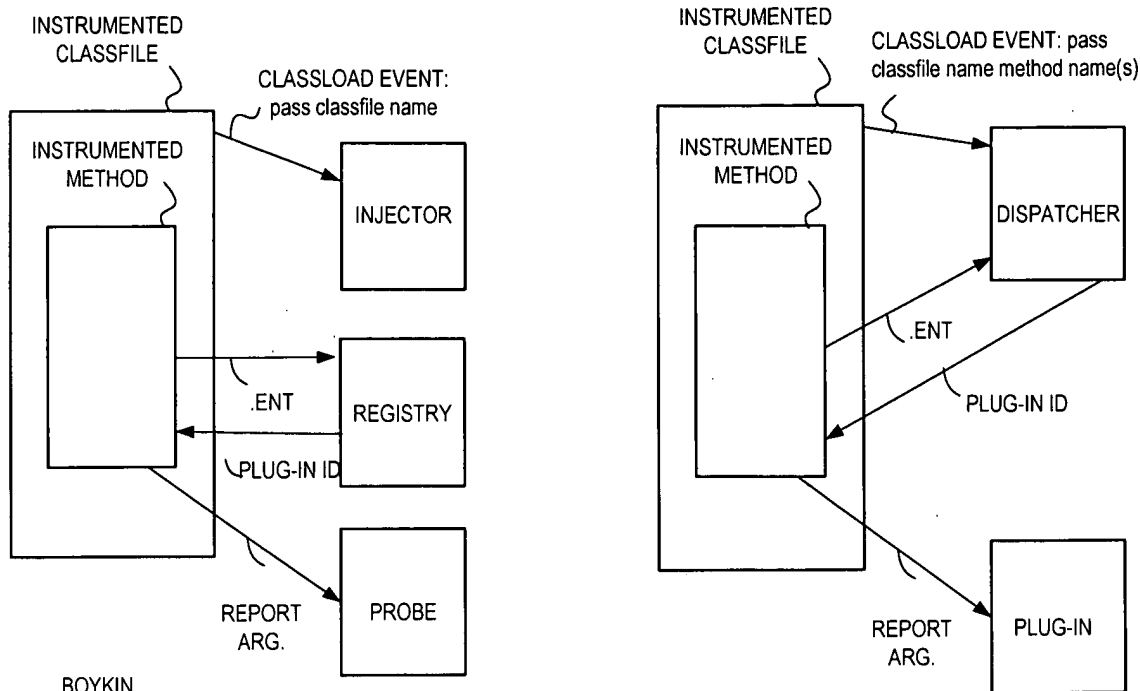 INSTRUMENTED
CLASSFILE
CLASSLOAD EVENT:
pass classfile name
INSTRUMENTED
METHOD
INJECTOR
.ENT
REGISTRY
PLUG-IN ID
REPORT
ARG.
PROBE
BOYKIN
INSTRUMENTED
CLASSFILE
CLASSLOAD EVENT: pass
classfile name method name(s)
INSTRUMENTED
METHOD
DISPATCHER
.ENT
PLUG-IN ID
REPORT
ARG.
PLUG-IN